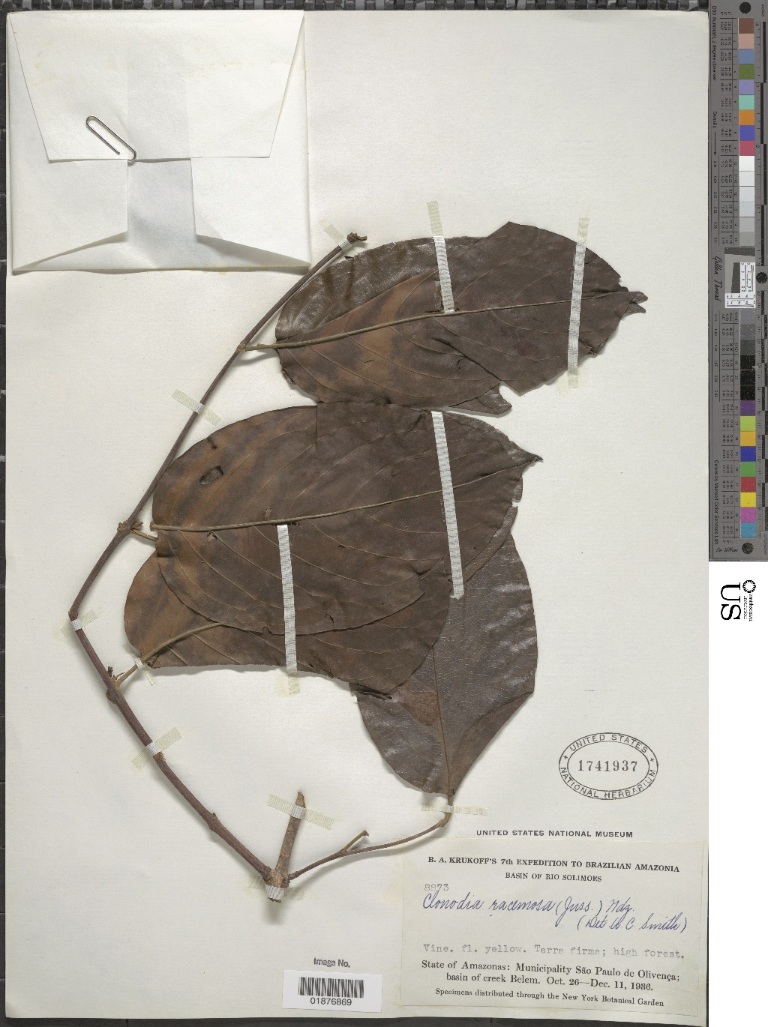 UNITED STATES
1741937
NATIONAL HERBARIUM
UNITED STATES NATIONAL MUSEUM
B. A. KRUKOFF'S 7th EXPEDITION TO BRAZILIAN AMAZONIA
BASIN OF RIO SOLIMOES
8973
Clonodia racemosa (Juss.) Ndz.
(Det A C Smith)
Vine. fl. yellow. Terra firma; high forest.
State of Amazonas: Municipality São Paulo de Olivença;
basin of creek Belem. Oct. 26—Dec. 11, 1936.
Specimens distributed through the New York Botanical Garden
Image No.
01876869
US